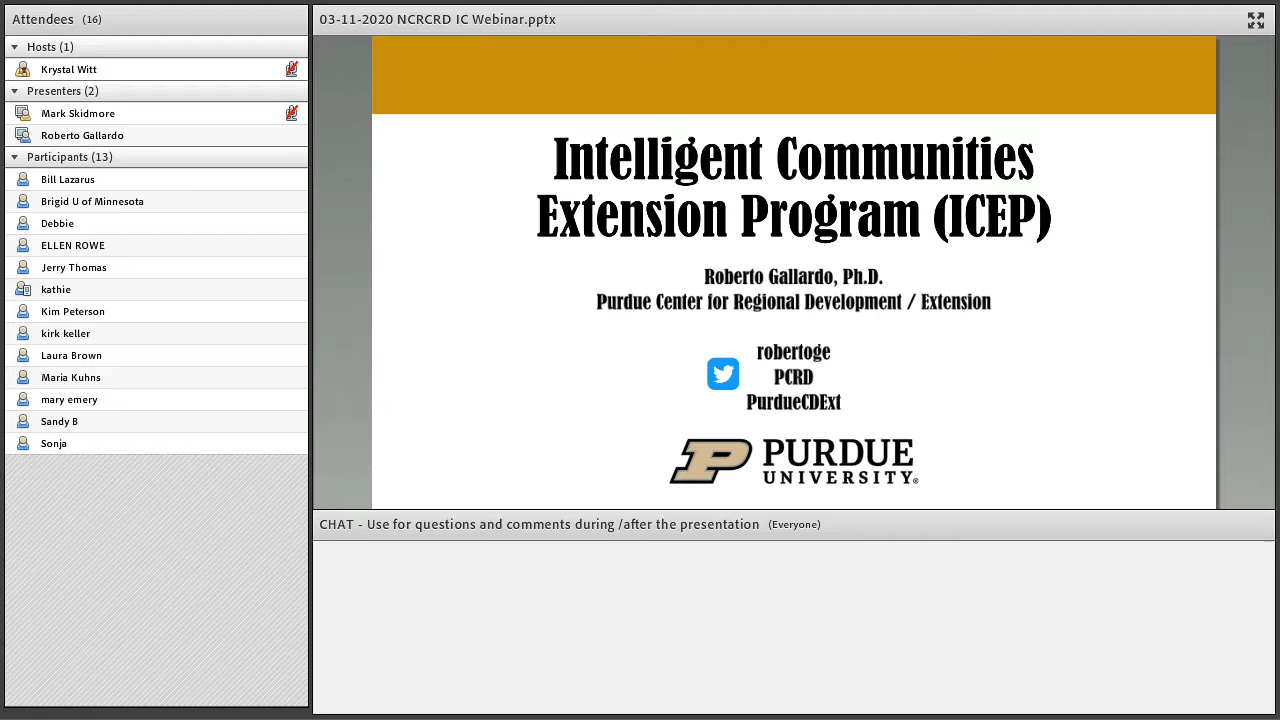 Attendees (16)
Hosts (1)
Krystal Witt
Presenters (2)
Mark Skidmore
Roberto Gallardo
Participants (13)
Bill Lazarus
Brigid U of Minnesota
Debbie
ELLEN ROWE
Jerry Thomas
kathie
Kim Peterson
kirk keller
Laura Brown
Maria Kuhns
mary emery
Sandy B
Sonja
03-11-2020 NCRCRD IC Webinar.pptx
Intelligent Communities
Extension Program (ICEP)
Roberto Gallardo, Ph.D.
Purdue Center for Regional Development / Extension
robertoge
PCRD
PurdueCDExt
P PURDUE
UNIVERSITY®
CHAT - Use for questions and comments during /after the presentation (Everyone)